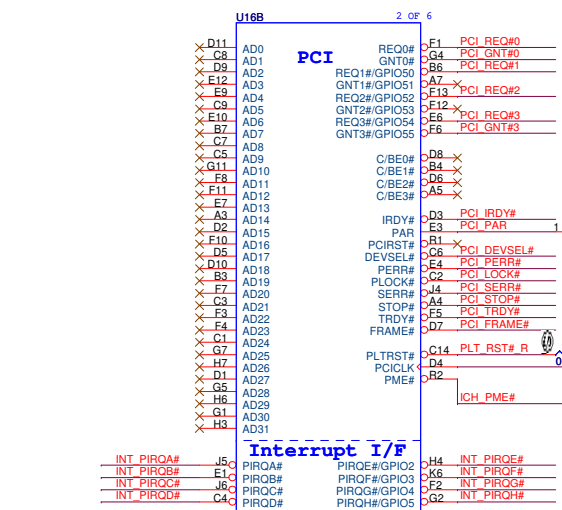 U16B 2 OF 6
PCI
D11 AD0 REQ0# F1 PCI_REQ#0
C8 AD1 GNT0# G4 PCI_GNT#0
D9 AD2 REQ1#/GPIO50 B6 PCI_REQ#1
E12 AD3 GNT1#/GPIO51 A7
E9 AD4 REQ2#/GPIO52 F13 PCI_REQ#2
C9 AD5 GNT2#/GPIO53 F12
E10 AD6 REQ3#/GPIO54 E6 PCI_REQ#3
B7 AD7 GNT3#/GPIO55 F6 PCI_GNT#3
C7 AD8
C5 AD9 C/BE0# D8
G11 AD10 C/BE1# B4
F8 AD11 C/BE2# D6
F11 AD12 C/BE3# A5
E7 AD13
A3 AD14 IRDY# D3 PCI_IRDY#
D2 AD15 PAR E3 PCI_PAR 1
F10 AD16 PCIRST# R1
D5 AD17 DEVSEL# C6 PCI_DEVSEL#
D10 AD18 PERR# E4 PCI_PERR#
B3 AD19 PLOCK# C2 PCI_LOCK#
F7 AD20 SERR# J4 PCI_SERR#
C3 AD21 STOP# A4 PCI_STOP#
F3 AD22 TRDY# F5 PCI_TRDY#
F4 AD23 FRAME# D7 PCI_FRAME#
C1 AD24
G7 AD25 PLTRST# C14 PLT_RST#_R
H7 AD26 PCICLK D4 0
D1 AD27 PME# R2
G5 AD28
H6 AD29 ICH_PME#
G1 AD30
H3 AD31
Interrupt I/F
INT_PIRQA# J5 PIRQA# PIRQE#/GPIO2 H4 INT_PIRQE#
INT_PIRQB# E1 PIRQB# PIRQF#/GPIO3 K6 INT_PIRQF#
INT_PIRQC# J6 PIRQC# PIRQG#/GPIO4 F2 INT_PIRQG#
INT_PIRQD# C4 PIRQD# PIRQH#/GPIO5 G2 INT_PIRQH#